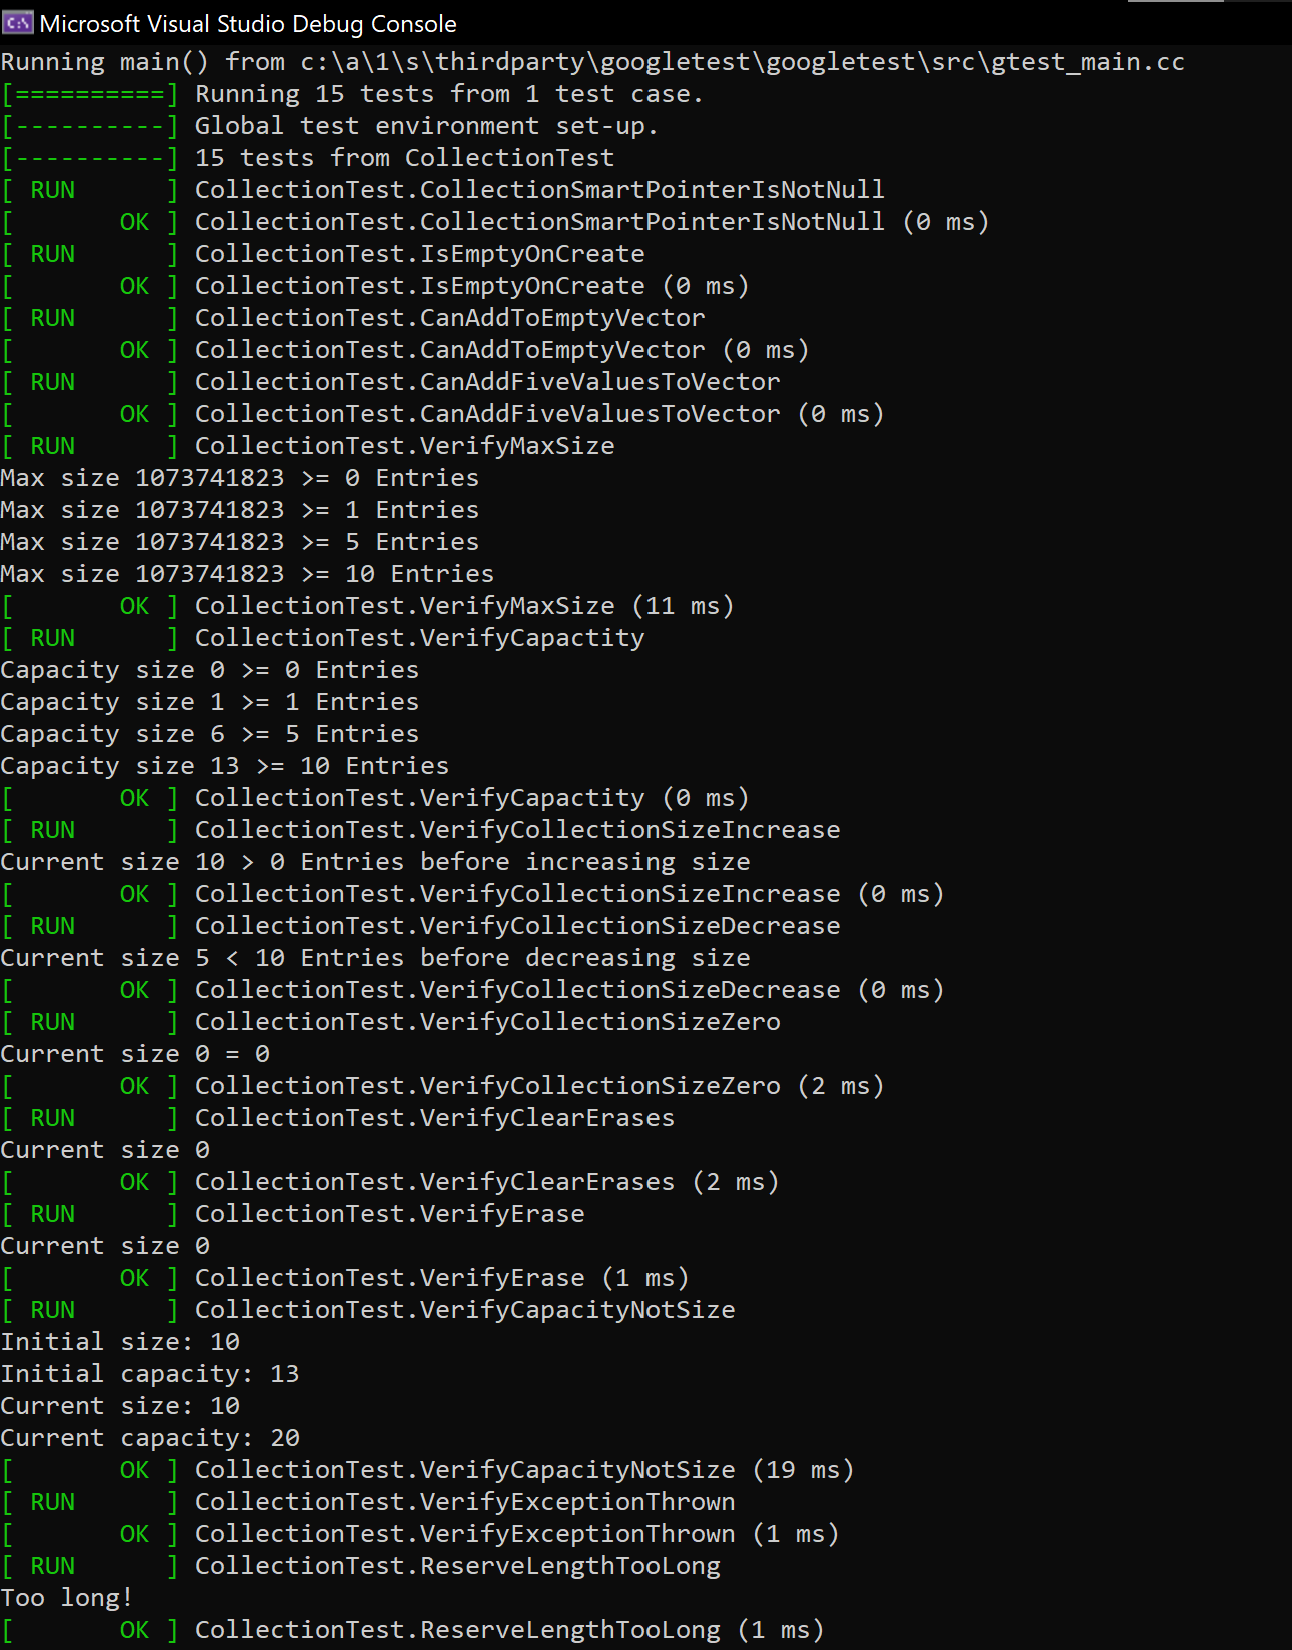 Microsoft Visual Studio Debug Console
Running main() from c:\a\1\s\thirdparty\googletest\googletest\src\gtest_main.cc
[==========] Running 15 tests from 1 test case.
[----------] Global test environment set-up.
[----------] 15 tests from CollectionTest
[ RUN      ] CollectionTest.CollectionSmartPointerIsNotNull
[       OK ] CollectionTest.CollectionSmartPointerIsNotNull (0 ms)
[ RUN      ] CollectionTest.IsEmptyOnCreate
[       OK ] CollectionTest.IsEmptyOnCreate (0 ms)
[ RUN      ] CollectionTest.CanAddToEmptyVector
[       OK ] CollectionTest.CanAddToEmptyVector (0 ms)
[ RUN      ] CollectionTest.CanAddFiveValuesToVector
[       OK ] CollectionTest.CanAddFiveValuesToVector (0 ms)
[ RUN      ] CollectionTest.VerifyMaxSize
Max size 1073741823 >= 0 Entries
Max size 1073741823 >= 1 Entries
Max size 1073741823 >= 5 Entries
Max size 1073741823 >= 10 Entries
[       OK ] CollectionTest.VerifyMaxSize (11 ms)
[ RUN      ] CollectionTest.VerifyCapactity
Capacity size 0 >= 0 Entries
Capacity size 1 >= 1 Entries
Capacity size 6 >= 5 Entries
Capacity size 13 >= 10 Entries
[       OK ] CollectionTest.VerifyCapactity (0 ms)
[ RUN      ] CollectionTest.VerifyCollectionSizeIncrease
Current size 10 > 0 Entries before increasing size
[       OK ] CollectionTest.VerifyCollectionSizeIncrease (0 ms)
[ RUN      ] CollectionTest.VerifyCollectionSizeDecrease
Current size 5 < 10 Entries before decreasing size
[       OK ] CollectionTest.VerifyCollectionSizeDecrease (0 ms)
[ RUN      ] CollectionTest.VerifyCollectionSizeZero
Current size 0 = 0
[       OK ] CollectionTest.VerifyCollectionSizeZero (2 ms)
[ RUN      ] CollectionTest.VerifyClearErases
Current size 0
[       OK ] CollectionTest.VerifyClearErases (2 ms)
[ RUN      ] CollectionTest.VerifyErase
Current size 0
[       OK ] CollectionTest.VerifyErase (1 ms)
[ RUN      ] CollectionTest.VerifyCapacityNotSize
Initial size: 10
Initial capacity: 13
Current size: 10
Current capacity: 20
[       OK ] CollectionTest.VerifyCapacityNotSize (19 ms)
[ RUN      ] CollectionTest.VerifyExceptionThrown
[       OK ] CollectionTest.VerifyExceptionThrown (1 ms)
[ RUN      ] CollectionTest.ReserveLengthTooLong
Too long!
[       OK ] CollectionTest.ReserveLengthTooLong (1 ms)